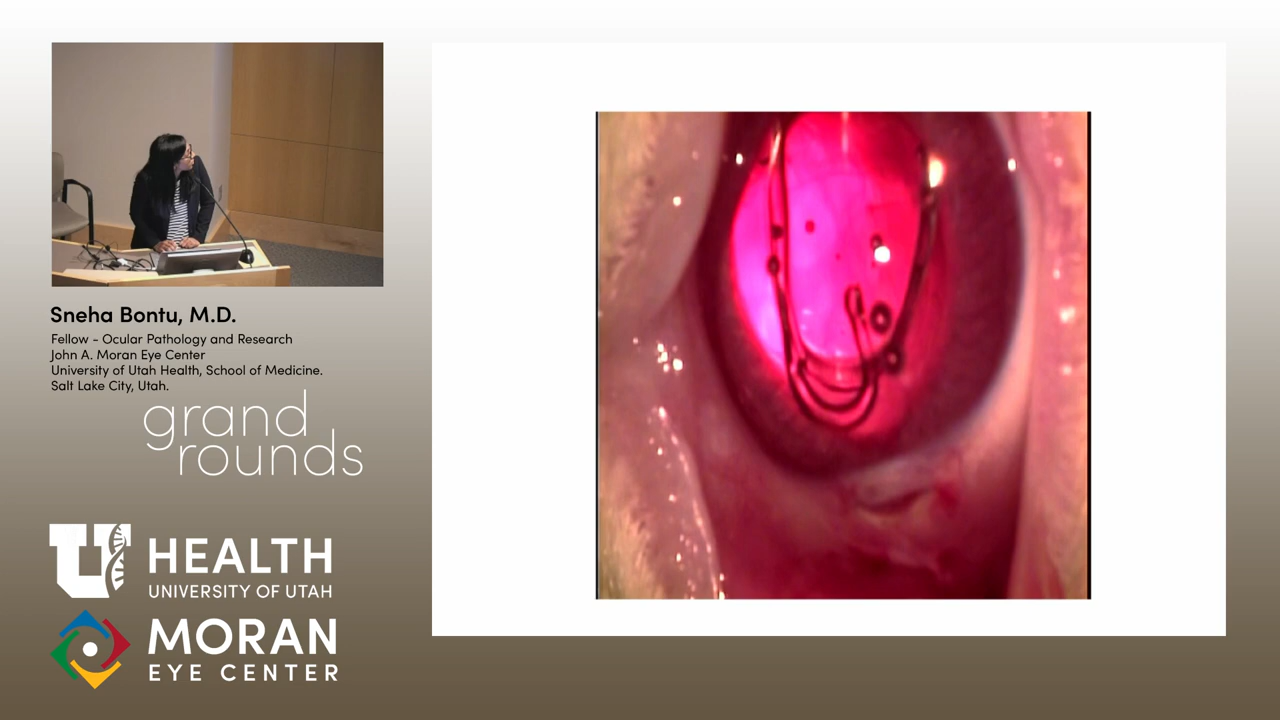 Sneha Bontu, M.D.
Fellow - Ocular Pathology and Research
John A. Moran Eye Center
University of Utah Health, School of Medicine.
Salt Lake City, Utah.
grand
rounds
U HEALTH
UNIVERSITY OF UTAH
MORAN
EYE CENTER